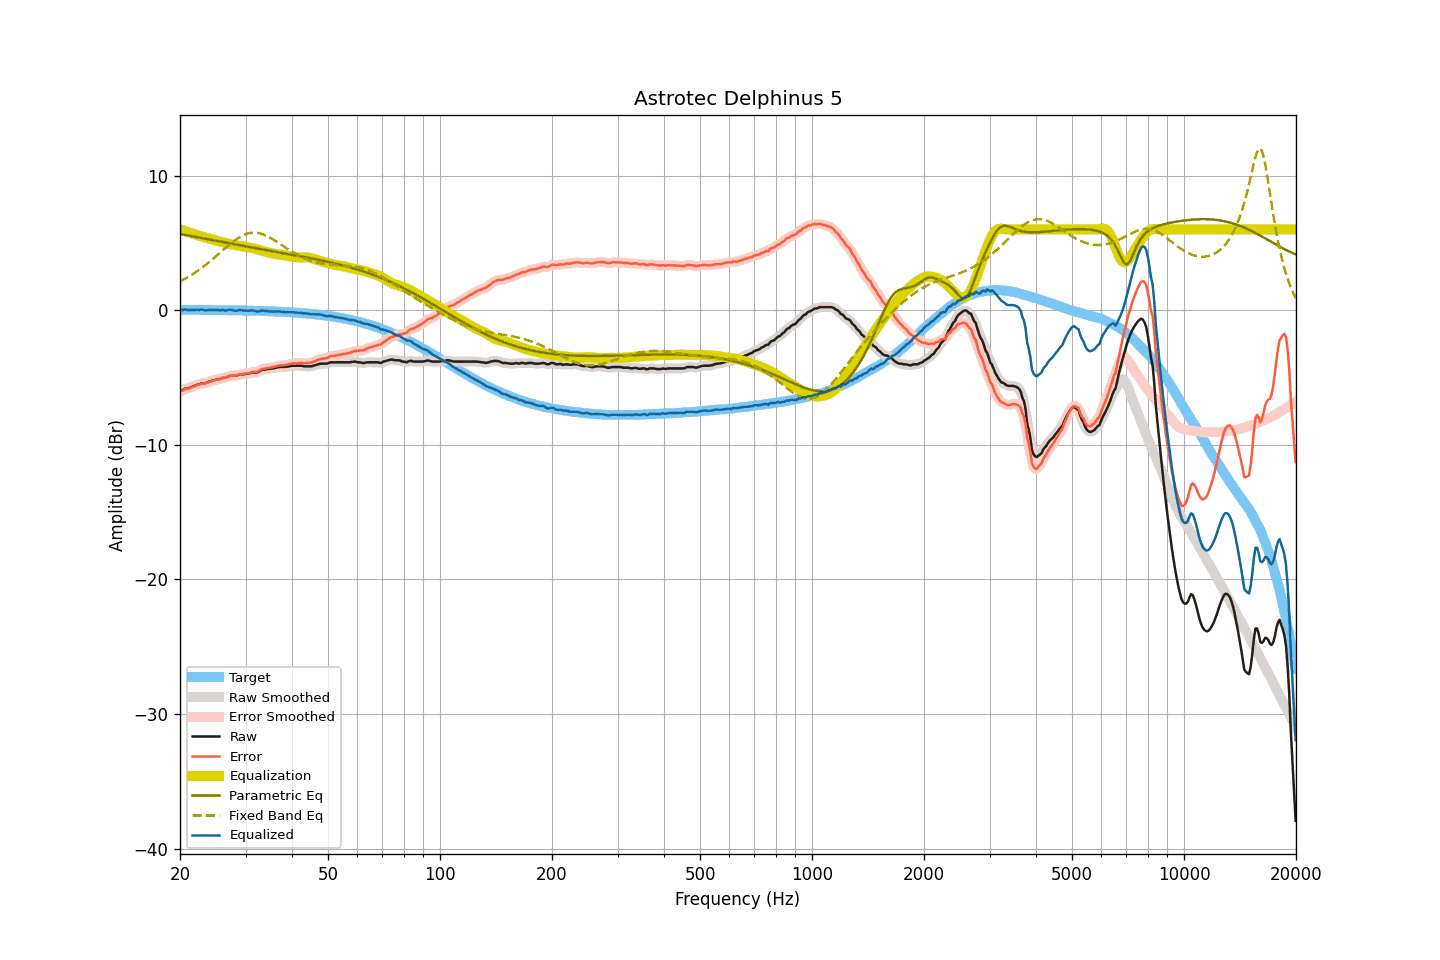 Astrotec Delphinus 5
Amplitude (dBr)
10
0
−10
−20
−30
−40
Target
Raw Smoothed
Error Smoothed
Raw
Error
Equalization
Parametric Eq
Fixed Band Eq
Equalized
20 50 100 200 500 1000 2000 5000 10000 20000
Frequency (Hz)